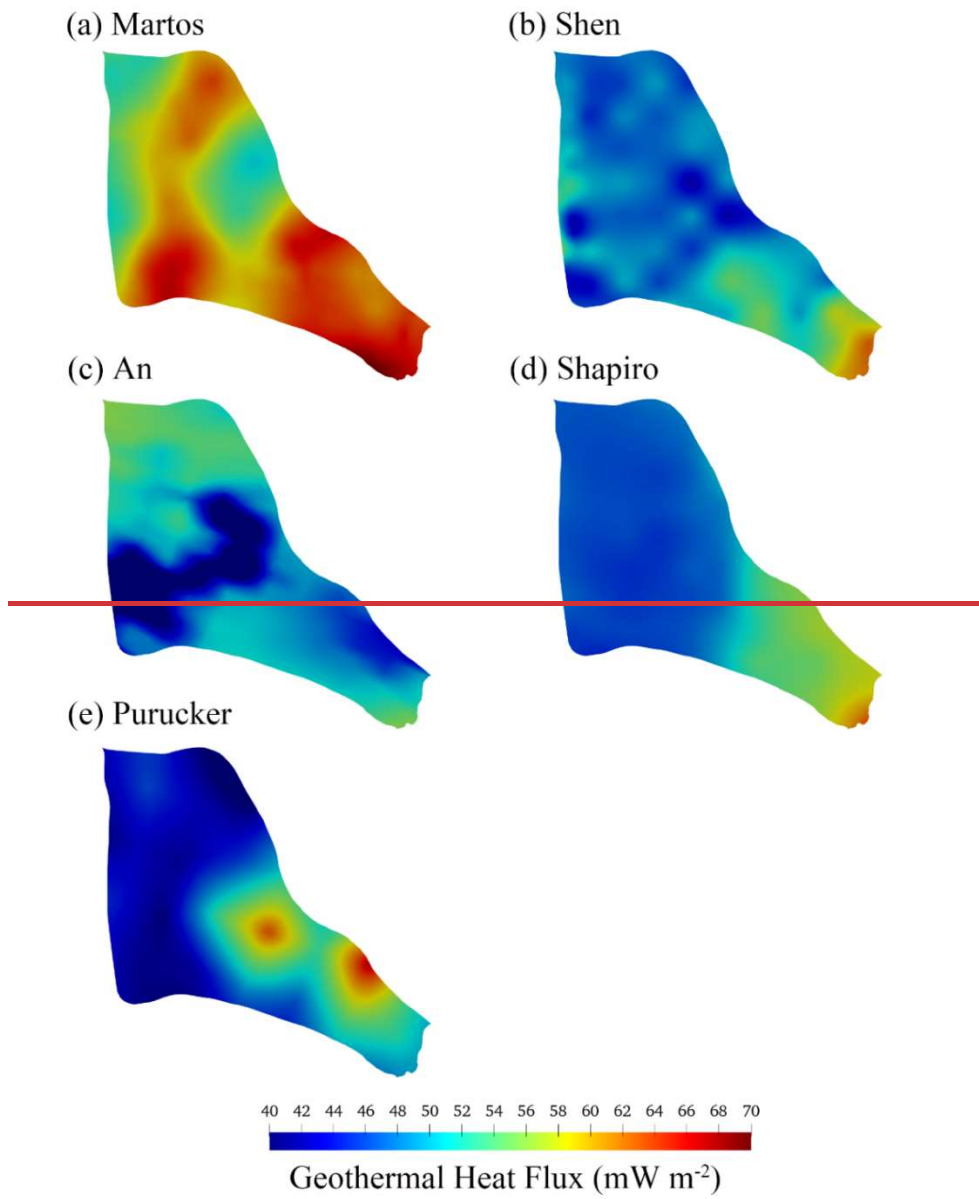 (a) Martos
(b) Shen
(c) An
(d) Shapiro
(e) Purucker
40 42 44 46 48 50 52 54 56 58 60 62 64 66 68 70
Geothermal Heat Flux (mW m⁻²)